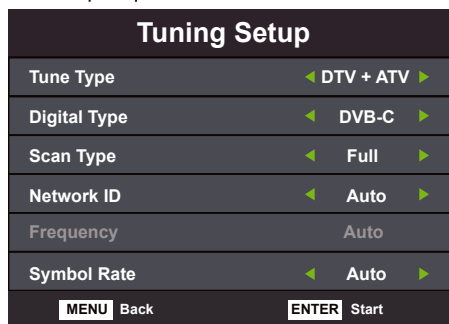 Tuning Setup
Tune Type DTV + ATV
Digital Type DVB-C
Scan Type Full
Network ID Auto
Frequency Auto
Symbol Rate Auto
MENU Back ENTER Start